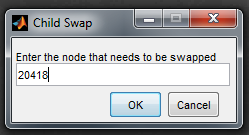 Child Swap
Enter the node that needs to be swapped
20418
OK
Cancel